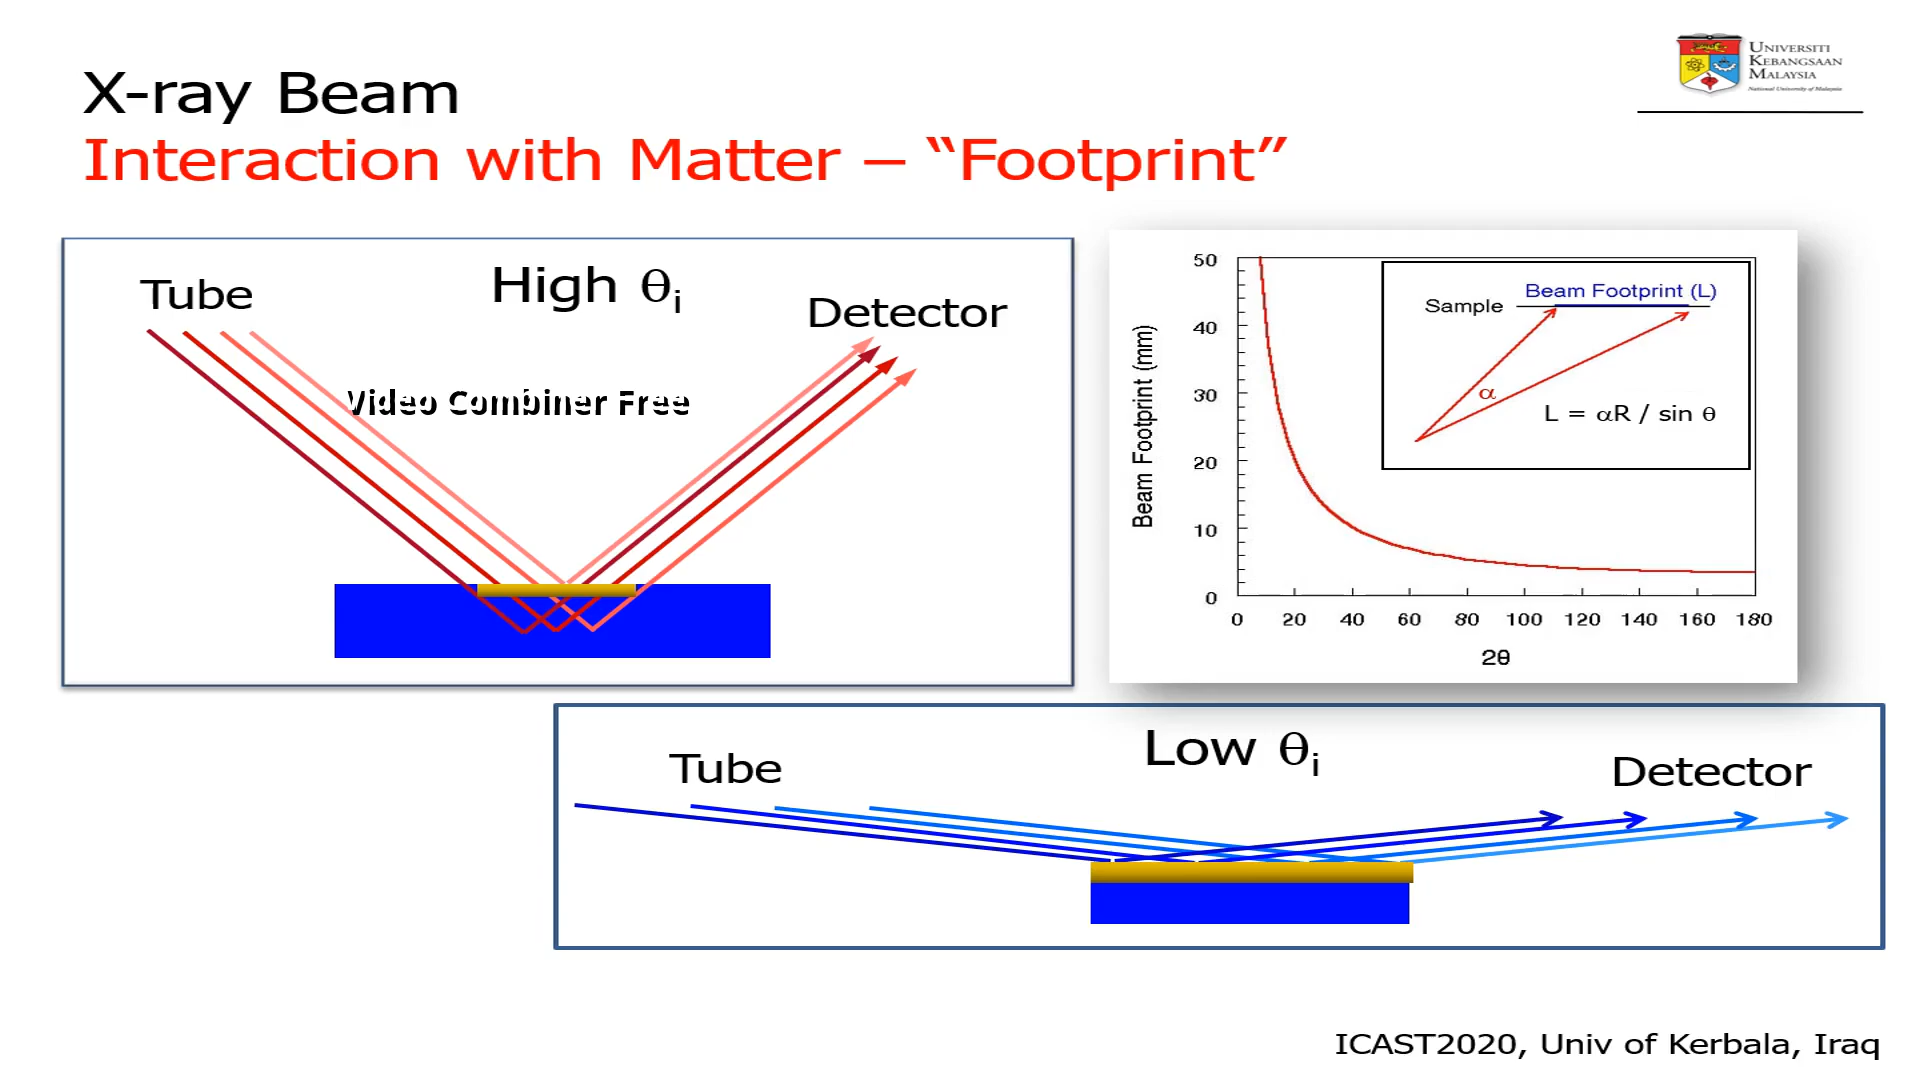 X-ray Beam
Interaction with Matter – “Footprint”
UNIVERSITI
KEBANGSAAN
MALAYSIA
National University of Malaysia
High θi
Tube
Detector
Video Combiner Free
Beam Footprint (mm)
50
40
30
20
10
0
0 20 40 60 80 100 120 140 160 180
2θ
Beam Footprint (L)
Sample
α
L = αR / sin θ
Low θi
Tube
Detector
ICAST2020, Univ of Kerbala, Iraq